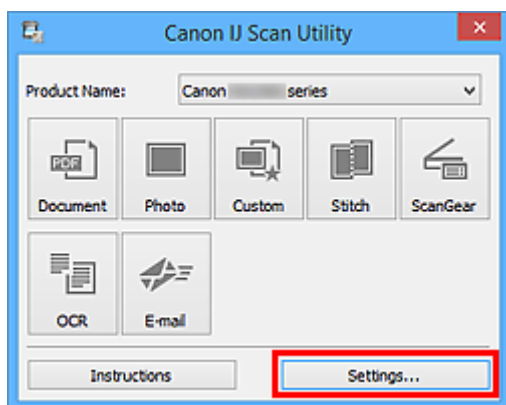 Canon IJ Scan Utility
Product Name: Canon series
PDF
Document Photo Custom Stitch ScanGear
OCR E-mail
Instructions Settings...